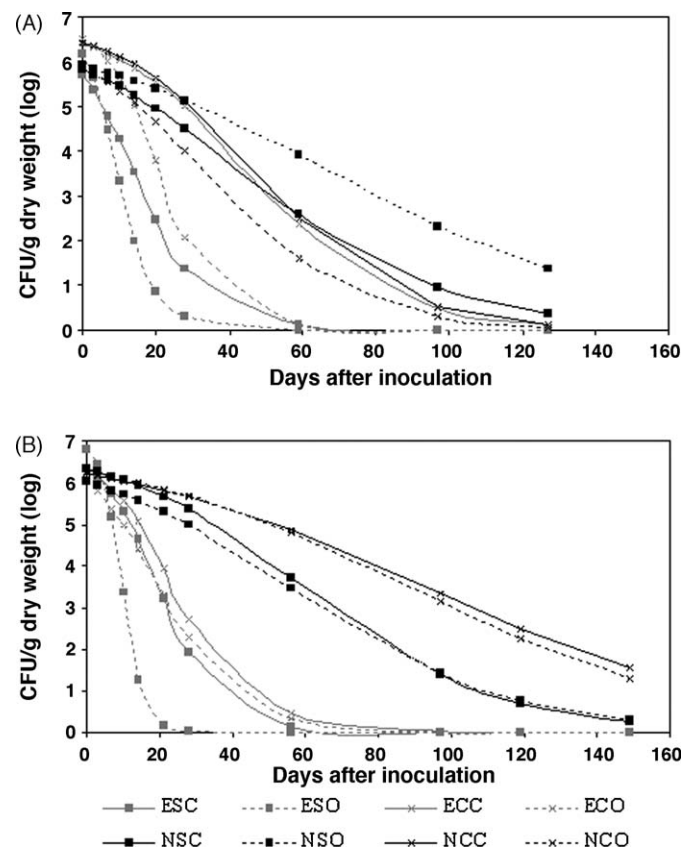 (A)
7
6
5
4
3
2
1
0
CFU/g dry weight (log)
0 20 40 60 80 100 120 140 160
Days after inoculation
(B)
7
6
5
4
3
2
1
0
CFU/g dry weight (log)
0 20 40 60 80 100 120 140 160
Days after inoculation
ESC ESO ECC ECO
NSC NSO NCC NCO